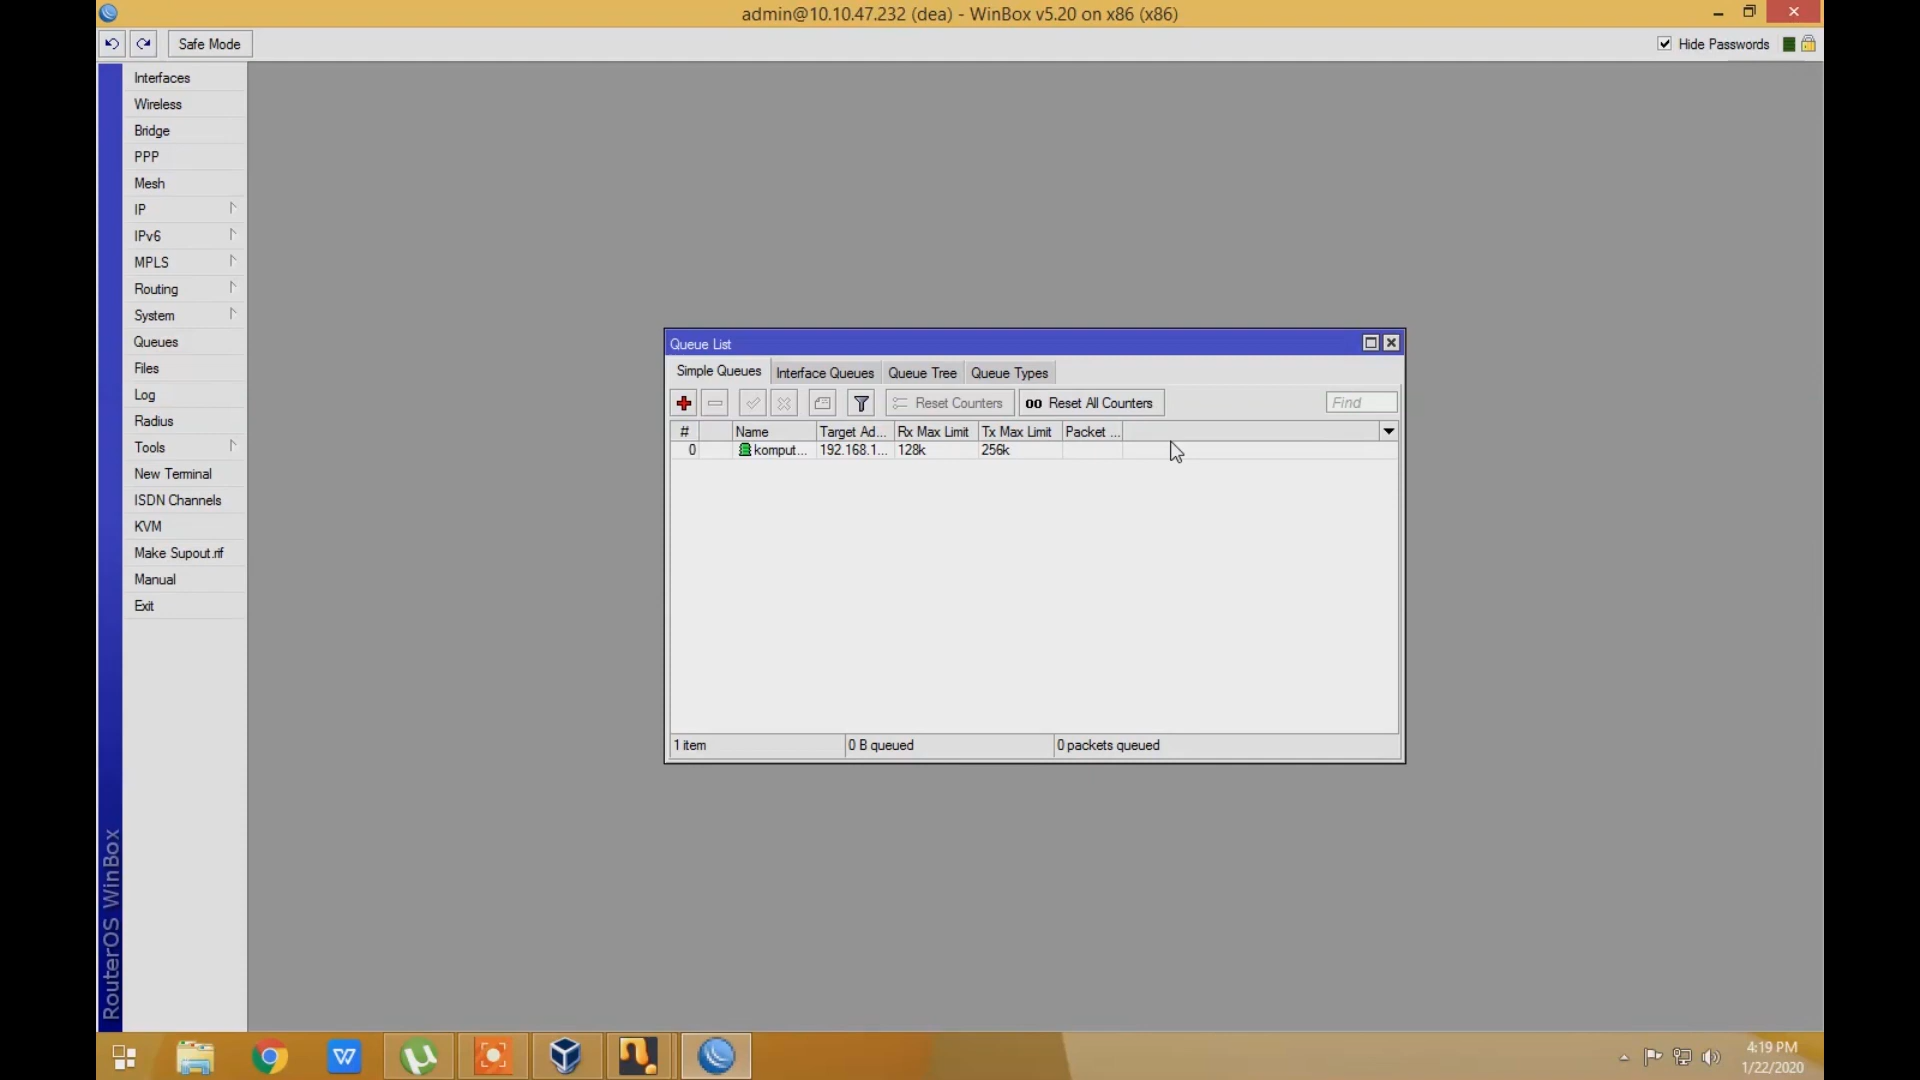 admin@10.10.47.232 (dea) - WinBox v5.20 on x86 (x86)
Safe Mode
Hide Passwords
Interfaces
Wireless
Bridge
PPP
Mesh
IP
IPv6
MPLS
Routing
System
Queues
Files
Log
Radius
Tools
New Terminal
ISDN Channels
KVM
Make Supout.rif
Manual
Exit
RouterOS WinBox
Queue List
Simple Queues Interface Queues Queue Tree Queue Types
Reset Counters 00 Reset All Counters Find
# Name Target Ad... Rx Max Limit Tx Max Limit Packet ...
0 komput... 192.168.1... 128k 256k
1 item 0 B queued 0 packets queued
W
4:19 PM
1/22/2020